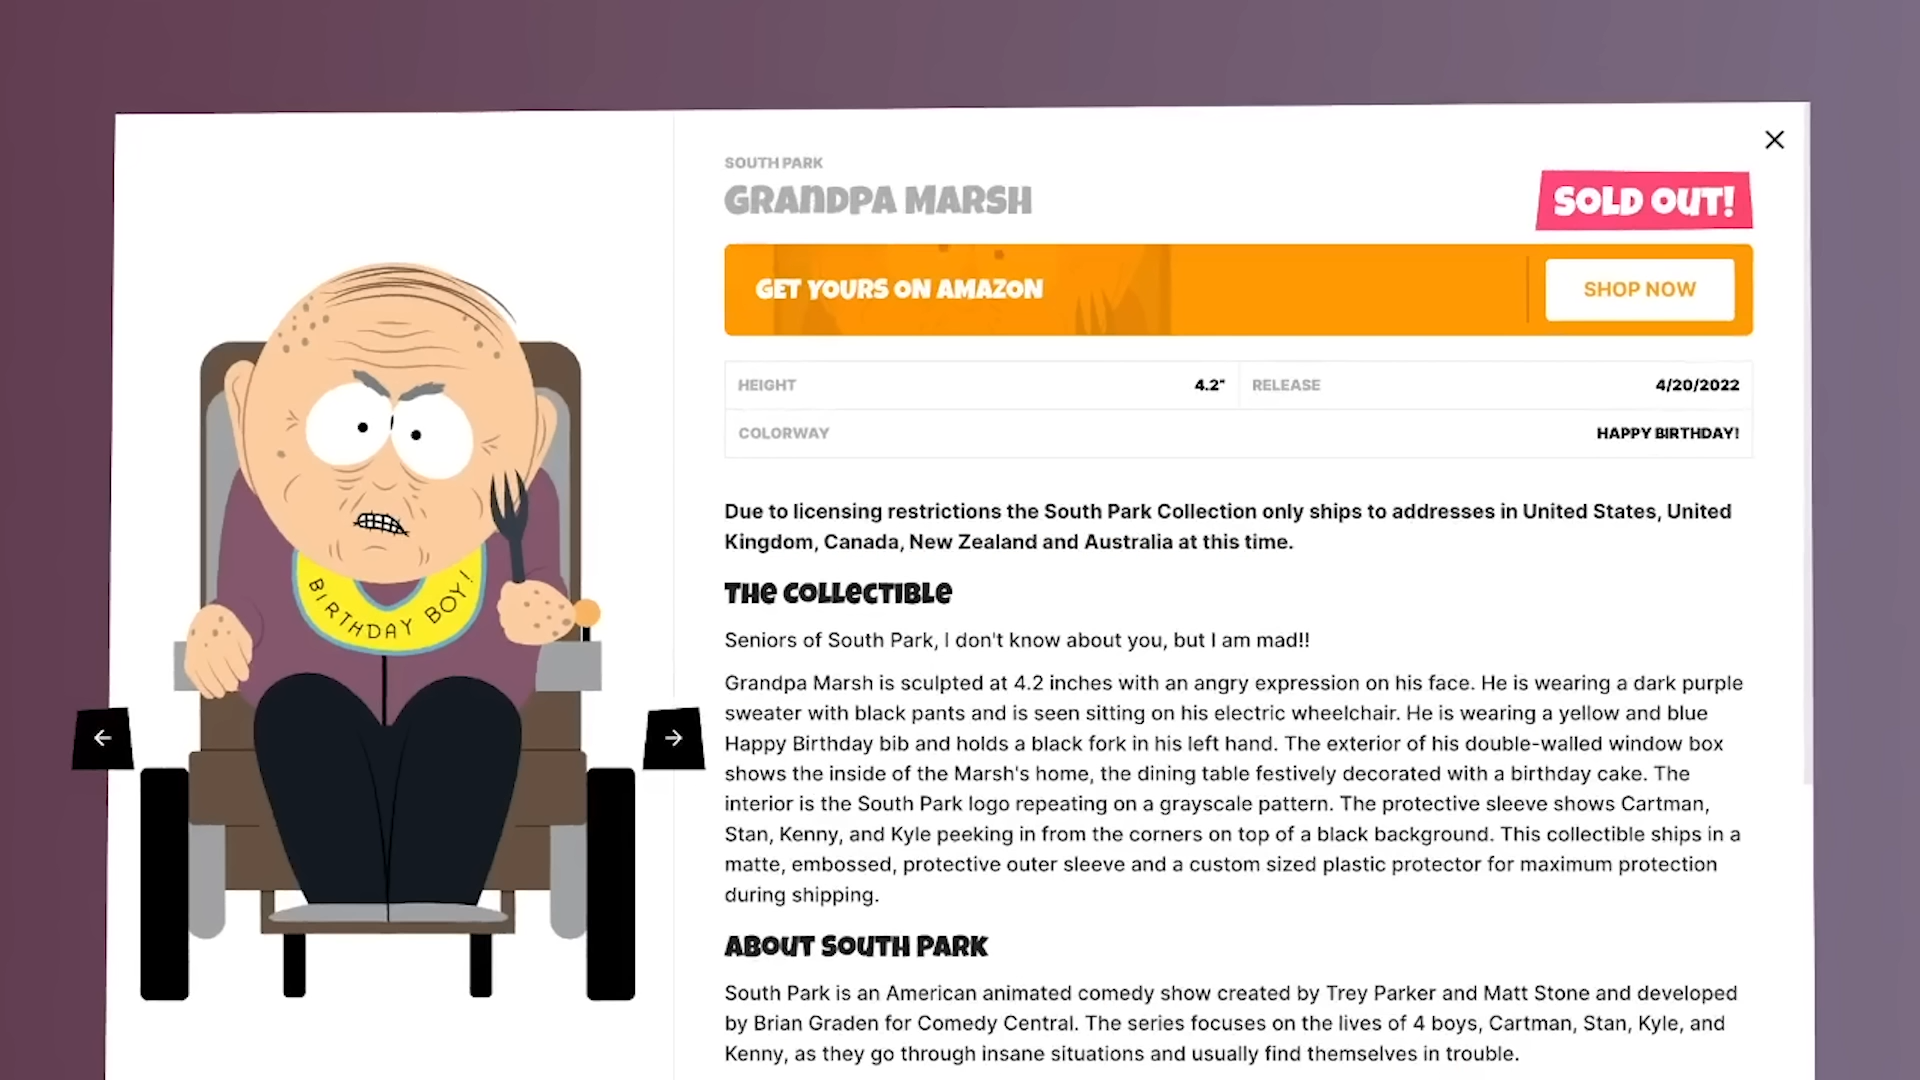 SOUTH PARK
GRANDPA MARSH
SOLD OUT!
GET YOURS ON AMAZON
SHOP NOW
HEIGHT 4.2" RELEASE 4/20/2022
COLORWAY HAPPY BIRTHDAY!
BIRTHDAY BOY!
Due to licensing restrictions the South Park Collection only ships to addresses in United States, United
Kingdom, Canada, New Zealand and Australia at this time.
THE COLLECTIBLE
Seniors of South Park, I don't know about you, but I am mad!!
Grandpa Marsh is sculpted at 4.2 inches with an angry expression on his face. He is wearing a dark purple
sweater with black pants and is seen sitting on his electric wheelchair. He is wearing a yellow and blue
Happy Birthday bib and holds a black fork in his left hand. The exterior of his double-walled window box
shows the inside of the Marsh's home, the dining table festively decorated with a birthday cake. The
interior is the South Park logo repeating on a grayscale pattern. The protective sleeve shows Cartman,
Stan, Kenny, and Kyle peeking in from the corners on top of a black background. This collectible ships in a
matte, embossed, protective outer sleeve and a custom sized plastic protector for maximum protection
during shipping.
ABOUT SOUTH PARK
South Park is an American animated comedy show created by Trey Parker and Matt Stone and developed
by Brian Graden for Comedy Central. The series focuses on the lives of 4 boys, Cartman, Stan, Kyle, and
Kenny, as they go through insane situations and usually find themselves in trouble.